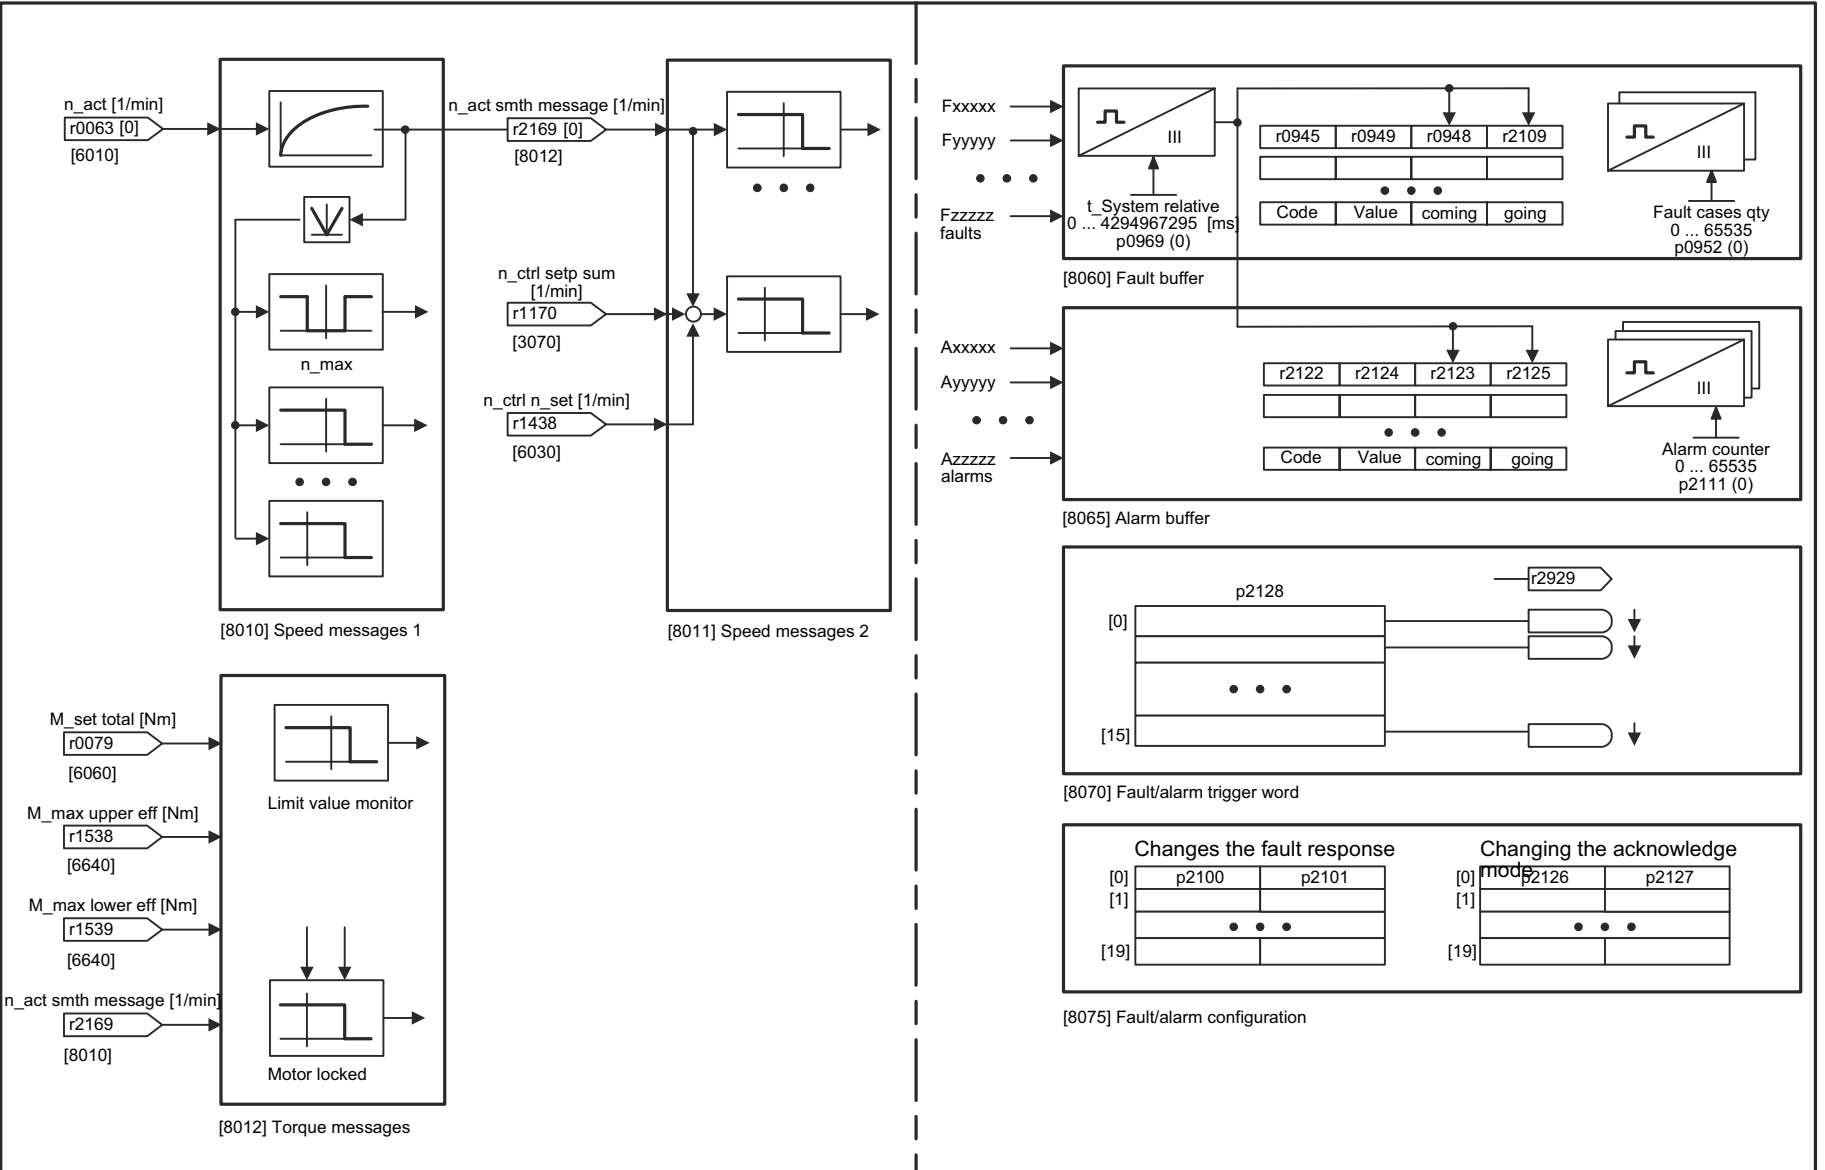 n_act [1/min]
r0063 [0]
[6010]
n_max
[8010] Speed messages 1
n_act smth message [1/min]
r2169 [0]
[8012]
n_ctrl setp sum
[1/min]
r1170
[3070]
n_ctrl n_set [1/min]
r1438
[6030]
[8011] Speed messages 2
M_set total [Nm]
r0079
[6060]
M_max upper eff [Nm]
r1538
[6640]
M_max lower eff [Nm]
r1539
[6640]
n_act smth message [1/min]
r2169
[8010]
Limit value monitor
Motor locked
[8012] Torque messages
Fxxxxx
Fyyyyy
Fzzzzz
faults
t_System relative
0 ... 4294967295 [ms]
p0969 (0)
r0945 r0949 r0948 r2109
Code Value coming going
Fault cases qty
0 ... 65535
p0952 (0)
[8060] Fault buffer
Axxxxx
Ayyyyy
Azzzzz
alarms
r2122 r2124 r2123 r2125
Code Value coming going
Alarm counter
0 ... 65535
p2111 (0)
[8065] Alarm buffer
p2128
r2929
[0]
[15]
[8070] Fault/alarm trigger word
Changes the fault response
[0] p2100 p2101
[1]
[19]
Changing the acknowledge
mode
[0] p2126 p2127
[1]
[19]
[8075] Fault/alarm configuration